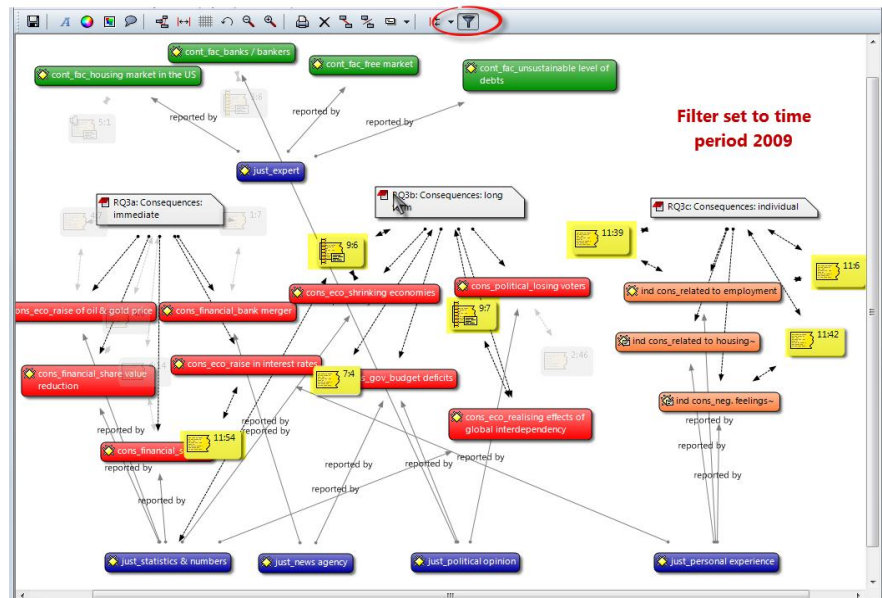 cont_fac_banks / bankers
cont_fac_housing market in the US
cont_fac_free market
cont_fac_unsustainable level of
debts
Filter set to time
period 2009
5:1
reported by
reported by
reported by
just_expert
RQ3a: Consequences:
immediate
RQ3b: Consequences: long
RQ3c: Consequences: individual
1:7
9:6
11:39
11:6
cons_eco_shrinking economies
cons_political_losing voters
ind cons_related to employment
cons_eco_raise of oil & gold price
cons_financial_bank merger
9:7
11:42
ind cons_related to housing~
2:46
cons_eco_raise in interest rates
cons_financial_share value
reduction
7:4
s_gov_budget deficits
ind cons_neg. feelings~
cons_eco_realising effects of
global interdependency
reported by
reported by
reported by
11:54
cons_financial_s
reported by
reported by
reported by
reported by
reported by
reported by
reported by
just_statistics & numbers
just_news agency
just_political opinion
just_personal experience